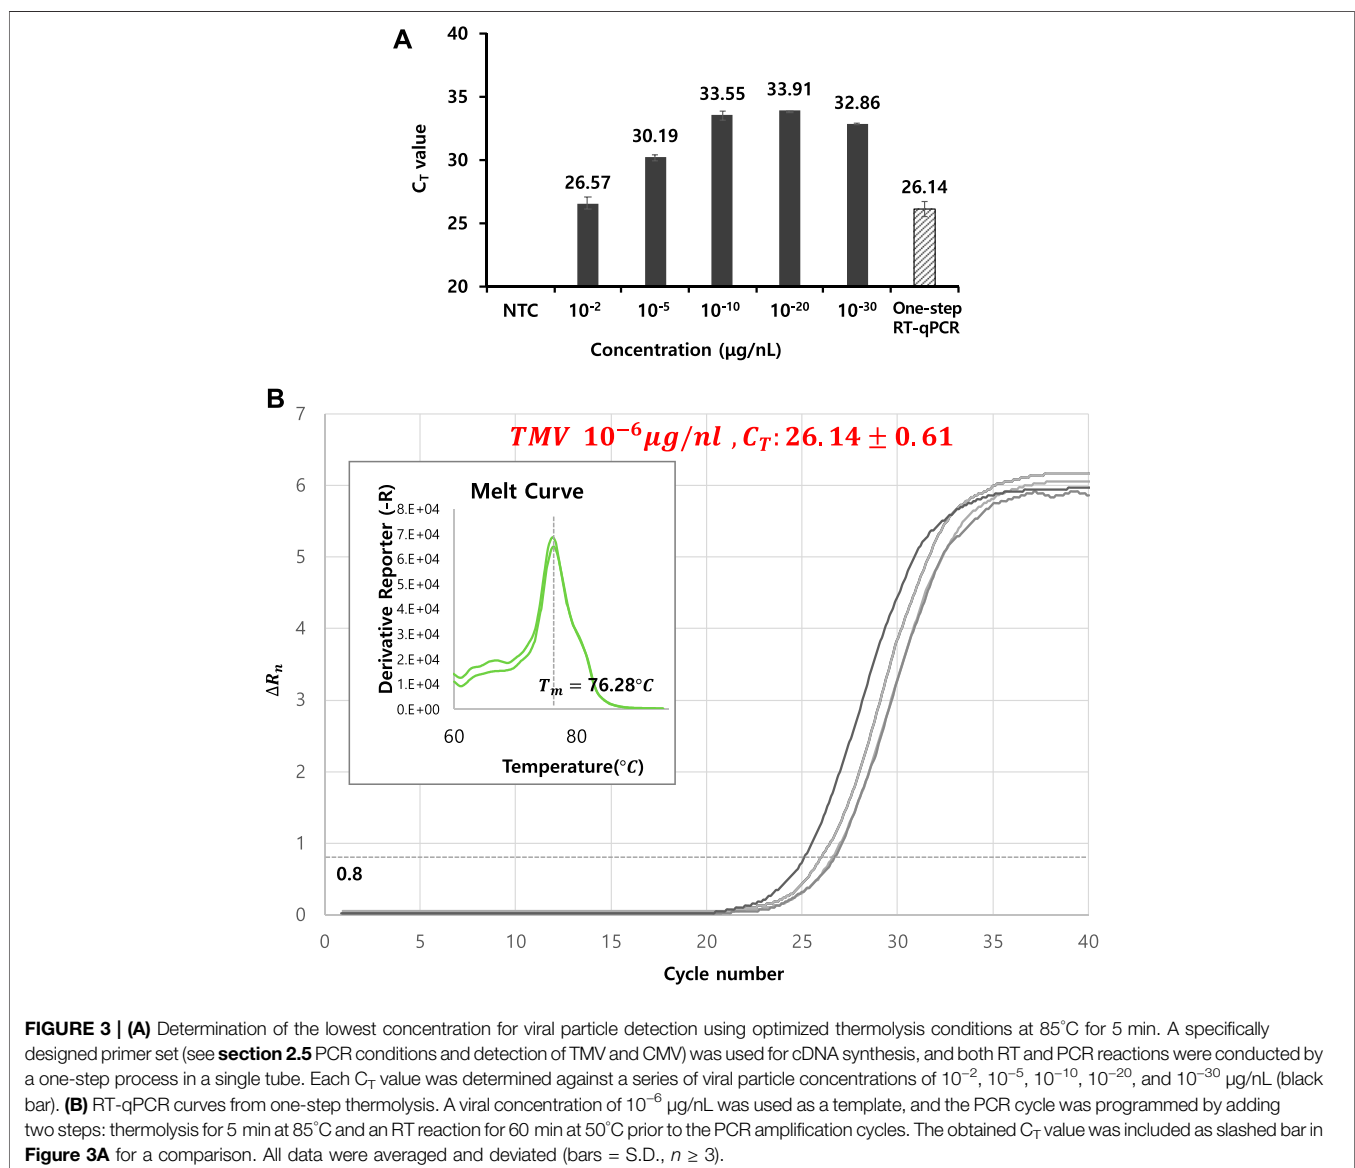 A
40
35
30
25
20
C_T value
26.57
30.19
33.55
33.91
32.86
26.14
NTC
10⁻²
10⁻⁵
10⁻¹⁰
10⁻²⁰
10⁻³⁰
One-step
RT-qPCR
Concentration (µg/nL)
B
7
6
5
4
3
2
1
0
ΔRₙ
TMV 10⁻⁶µg/nl , C_T: 26.14 ± 0.61
Melt Curve
Derivative Reporter (-R)
8.E+04
7.E+04
6.E+04
5.E+04
4.E+04
3.E+04
2.E+04
1.E+04
0.E+00
T_m = 76.28°C
60
80
Temperature(°C)
0.8
0
5
10
15
20
25
30
35
40
Cycle number
FIGURE 3 | (A) Determination of the lowest concentration for viral particle detection using optimized thermolysis conditions at 85°C for 5 min. A specifically
designed primer set (see section 2.5 PCR conditions and detection of TMV and CMV) was used for cDNA synthesis, and both RT and PCR reactions were conducted by
a one-step process in a single tube. Each C_T value was determined against a series of viral particle concentrations of 10⁻², 10⁻⁵, 10⁻¹⁰, 10⁻²⁰, and 10⁻³⁰ µg/nL (black
bar). (B) RT-qPCR curves from one-step thermolysis. A viral concentration of 10⁻⁶ µg/nL was used as a template, and the PCR cycle was programmed by adding
two steps: thermolysis for 5 min at 85°C and an RT reaction for 60 min at 50°C prior to the PCR amplification cycles. The obtained C_T value was included as slashed bar in
Figure 3A for a comparison. All data were averaged and deviated (bars = S.D., n ≥ 3).